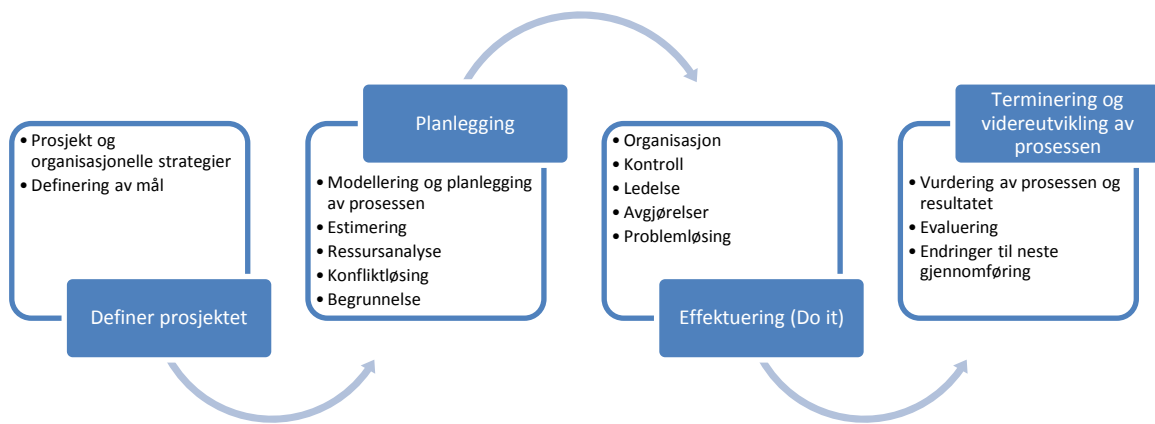 • Prosjekt og
organisasjonelle strategier
• Definering av mål
Definer prosjektet
Planlegging
• Modellering og planlegging
av prosessen
• Estimering
• Ressursanalyse
• Konfliktløsing
• Begrunnelse
• Organisasjon
• Kontroll
• Ledelse
• Avgjørelser
• Problemløsing
Effektuering (Do it)
Terminering og
videreutvikling av
prosessen
• Vurdering av prosessen og
resultatet
• Evaluering
• Endringer til neste
gjennomføring